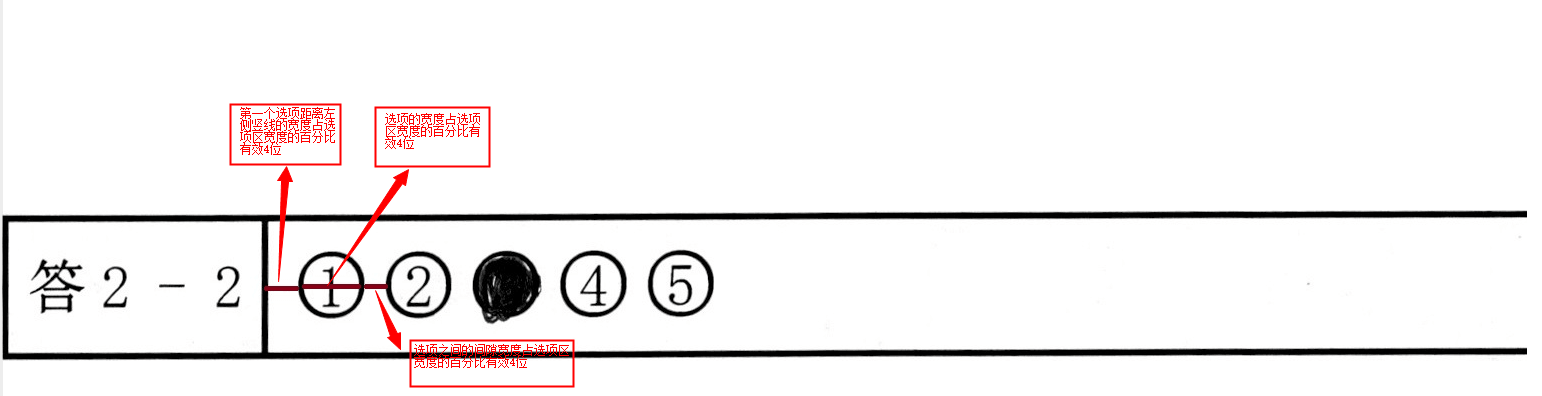 第一个选项距离左
侧竖线的宽度占选
项区宽度的百分比
有效4位
选项的宽度占选项
区宽度的百分比有
效4位
答2－2
① ② ④ ⑤
选项之间的间隙宽度占选项区
宽度的百分比有效4位